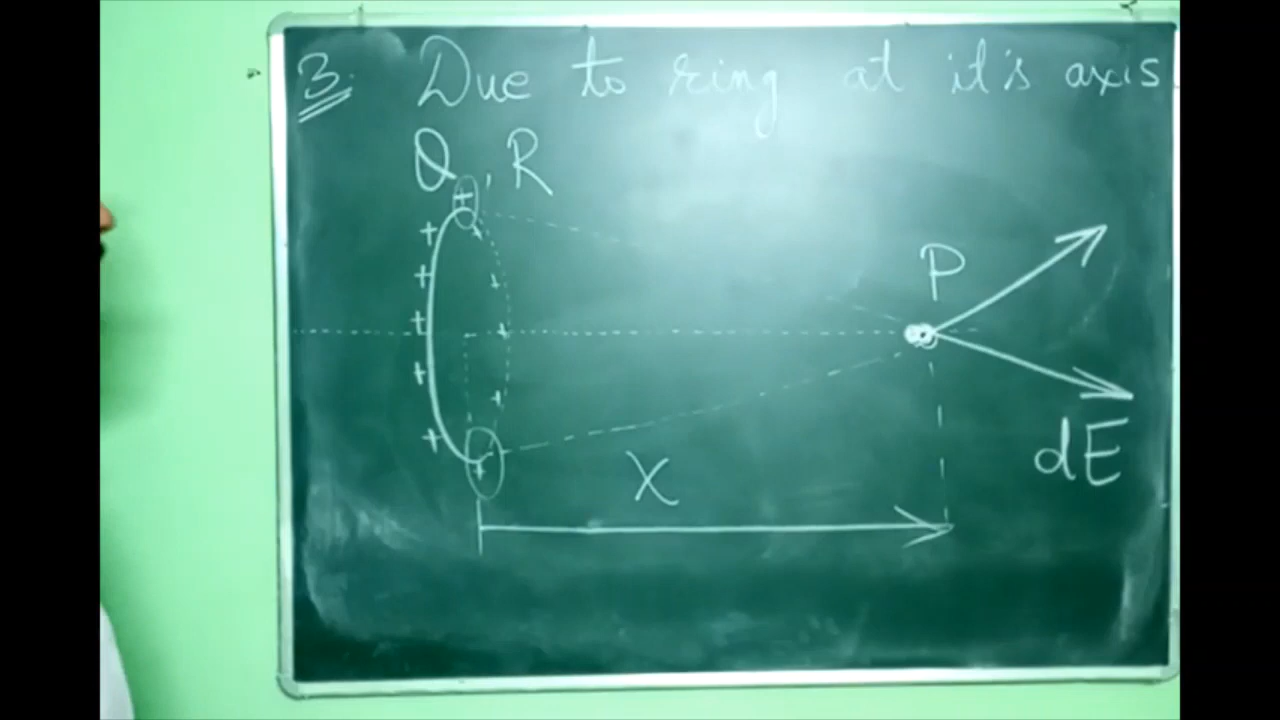 3. Due to ring at it's axis
Q, R
P
dE
X